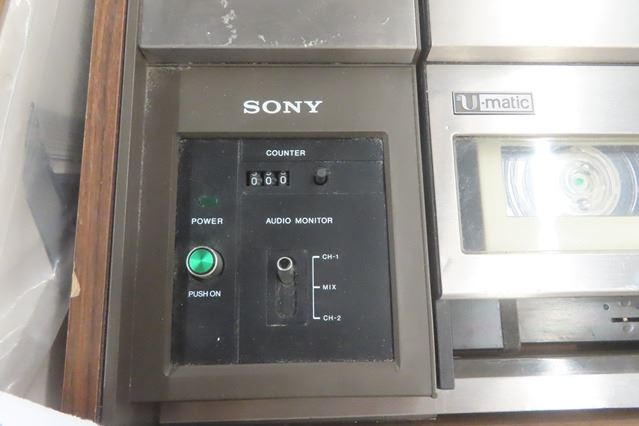 SONY
U-matic
COUNTER
000
POWER
AUDIO MONITOR
CH-1
MIX
PUSH ON
CH-2